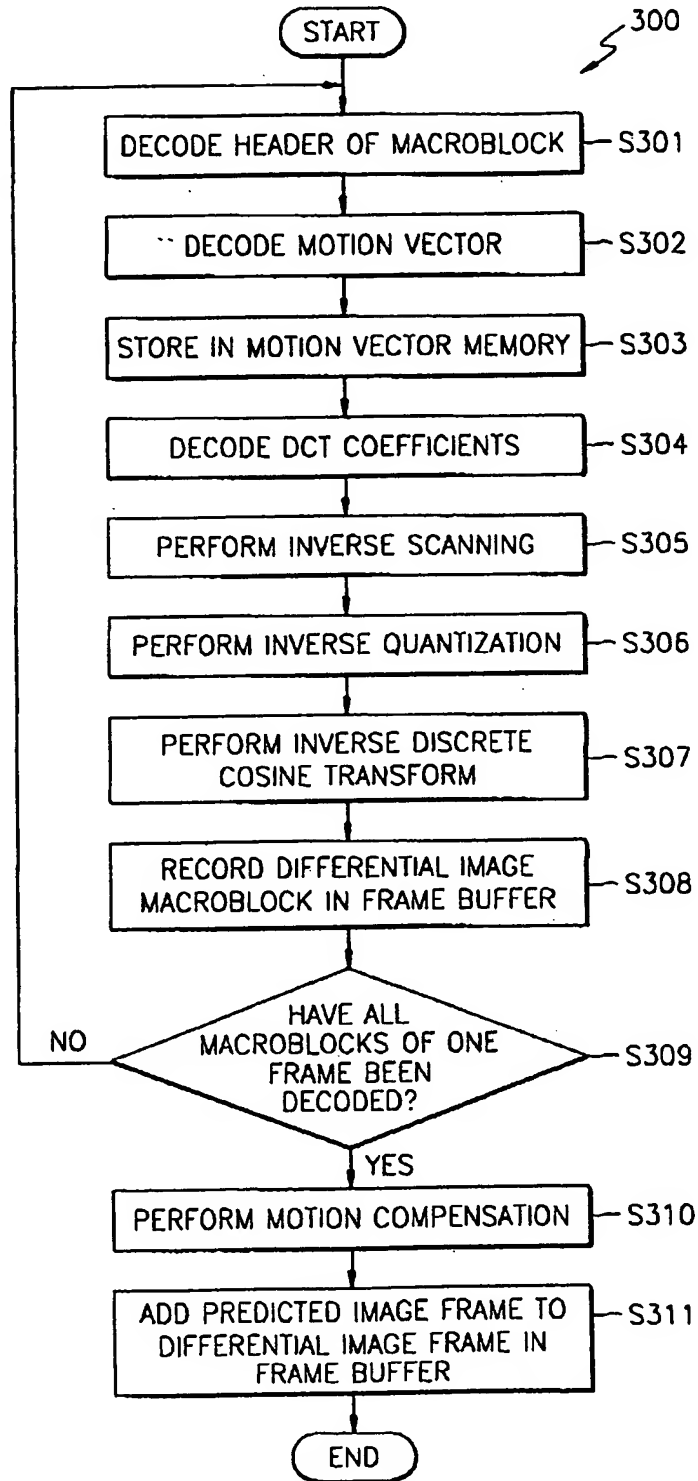 START
300
DECODE HEADER OF MACROBLOCK
S301
DECODE MOTION VECTOR
S302
STORE IN MOTION VECTOR MEMORY
S303
DECODE DCT COEFFICIENTS
S304
PERFORM INVERSE SCANNING
S305
PERFORM INVERSE QUANTIZATION
S306
PERFORM INVERSE DISCRETE
COSINE TRANSFORM
S307
RECORD DIFFERENTIAL IMAGE
MACROBLOCK IN FRAME BUFFER
S308
HAVE ALL
MACROBLOCKS OF ONE
FRAME BEEN
DECODED?
S309
NO
YES
PERFORM MOTION COMPENSATION
S310
ADD PREDICTED IMAGE FRAME TO
DIFFERENTIAL IMAGE FRAME IN
FRAME BUFFER
S311
END